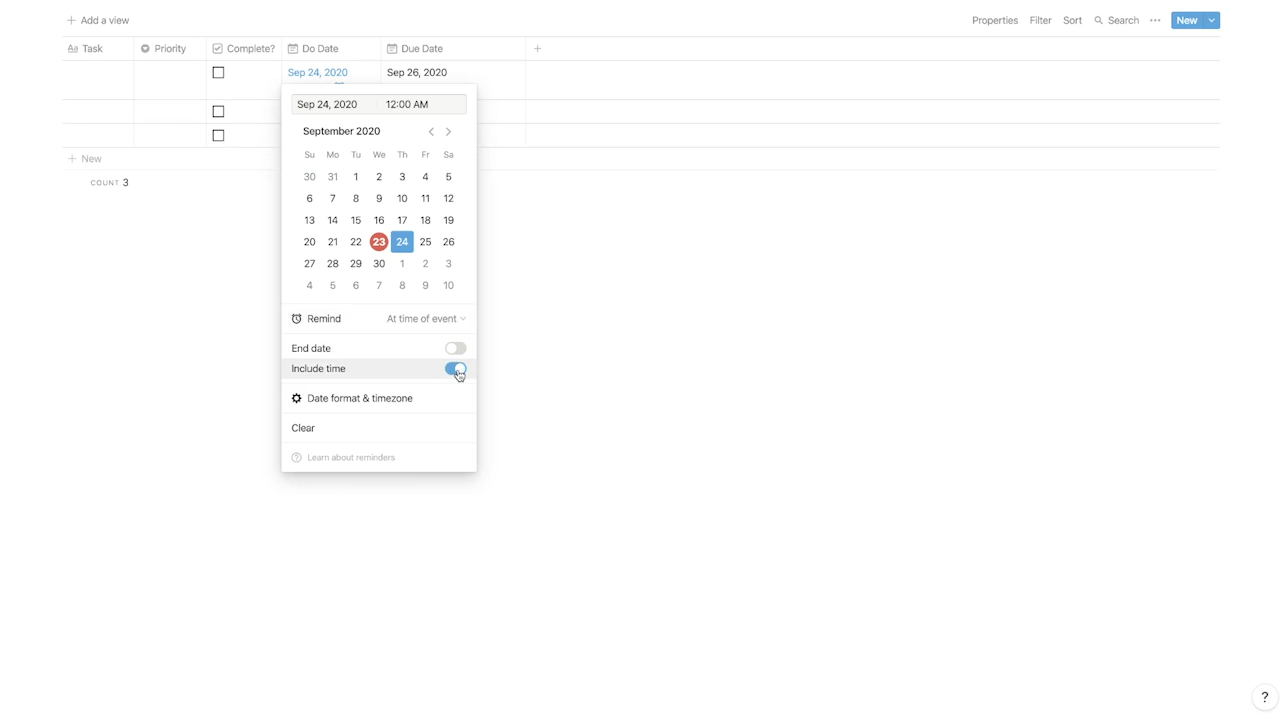 + Add a view
Properties Filter Sort Search ··· New
Aa Task Priority Complete? Do Date Due Date +
Sep 24, 2020 Sep 26, 2020
Sep 24, 2020 12:00 AM
September 2020
Su Mo Tu We Th Fr Sa
30 31 1 2 3 4 5
6 7 8 9 10 11 12
13 14 15 16 17 18 19
20 21 22 23 24 25 26
27 28 29 30 1 2 3
4 5 6 7 8 9 10
+ New
COUNT 3
Remind At time of event
End date
Include time
Date format & timezone
Clear
? Learn about reminders
?